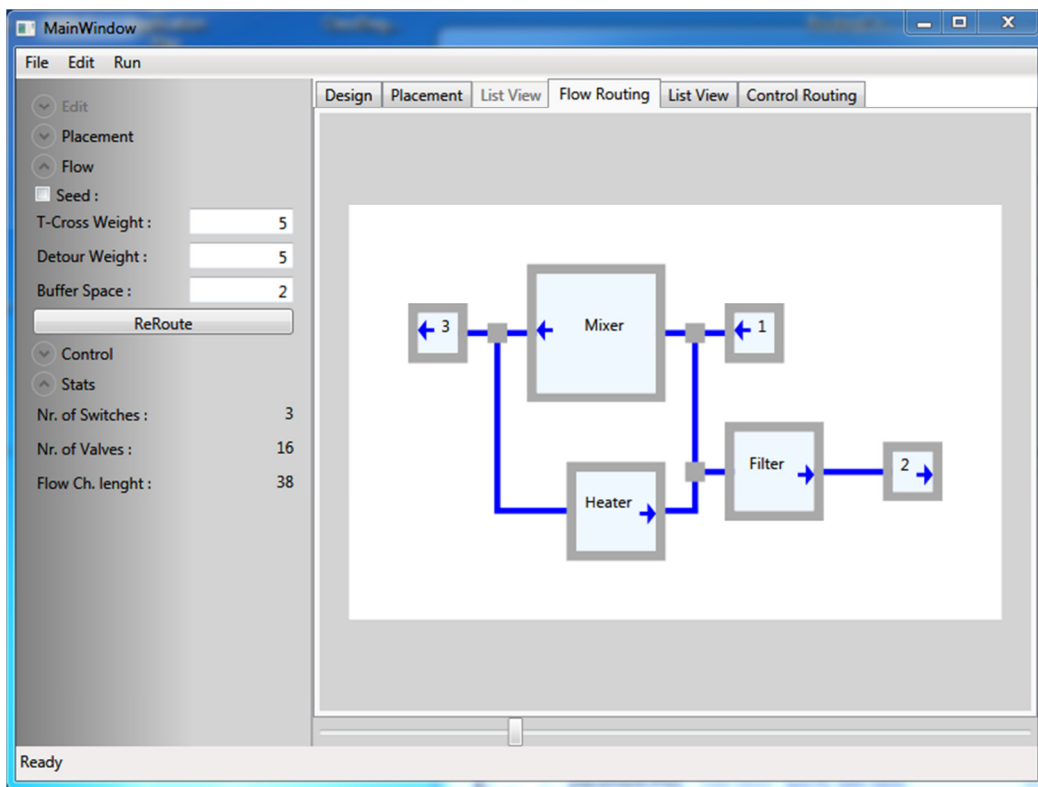 MainWindow
File Edit Run
Edit
Placement
Flow
Seed :
T-Cross Weight : 5
Detour Weight : 5
Buffer Space : 2
ReRoute
Control
Stats
Nr. of Switches : 3
Nr. of Valves : 16
Flow Ch. lenght : 38
Design Placement List View Flow Routing List View Control Routing
3 Mixer 1
Filter 2
Heater
Ready